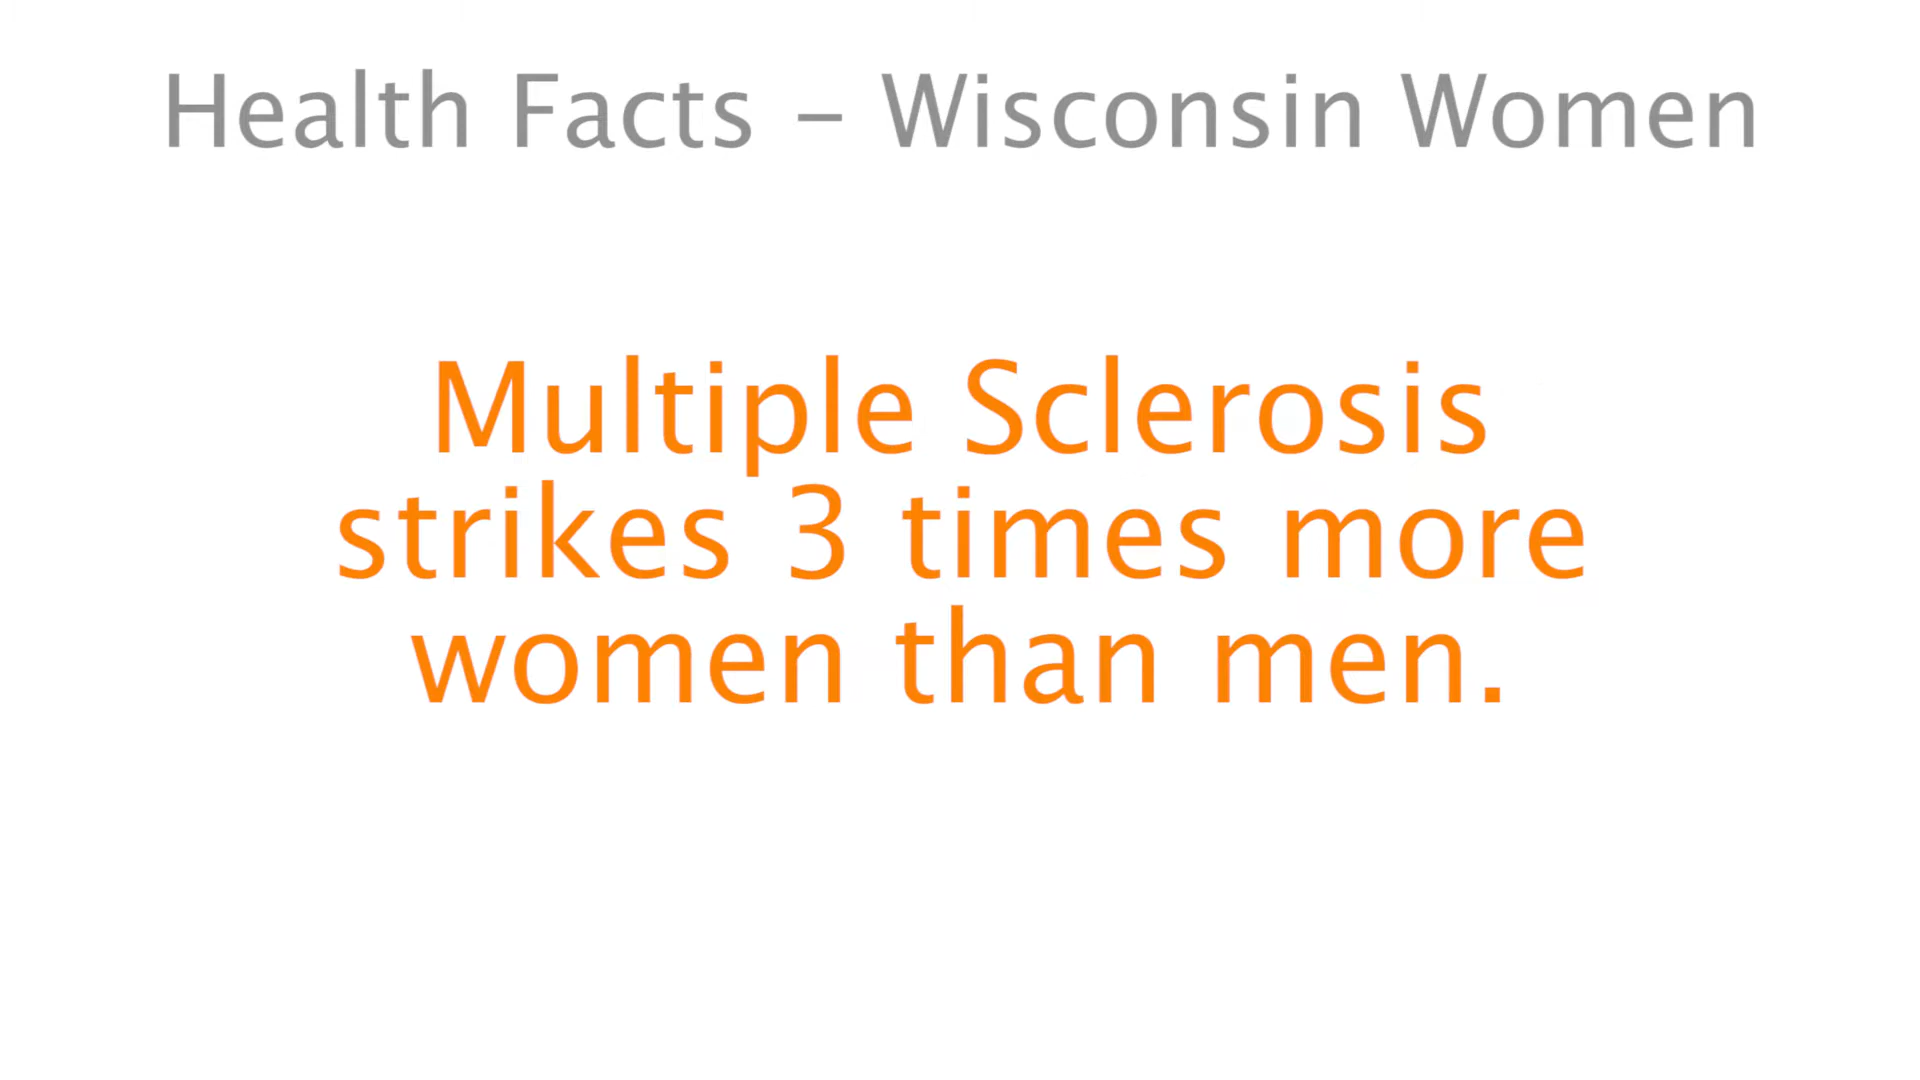 Health Facts – Wisconsin Women
Multiple Sclerosis
strikes 3 times more
women than men.